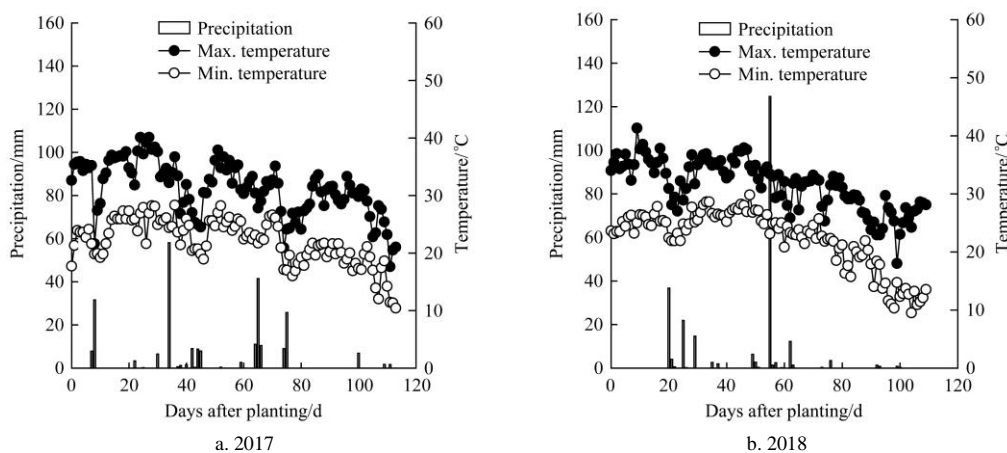 160
140
120
100
80
60
40
20
0
Precipitation/mm
Precipitation
Max. temperature
Min. temperature
60
50
40
30
20
10
0
Temperature/°C
0 20 40 60 80 100 120
Days after planting/d
a. 2017
160
140
120
100
80
60
40
20
0
Precipitation/mm
Precipitation
Max. temperature
Min. temperature
60
50
40
30
20
10
0
Temperature/°C
0 20 40 60 80 100 120
Days after planting/d
b. 2018